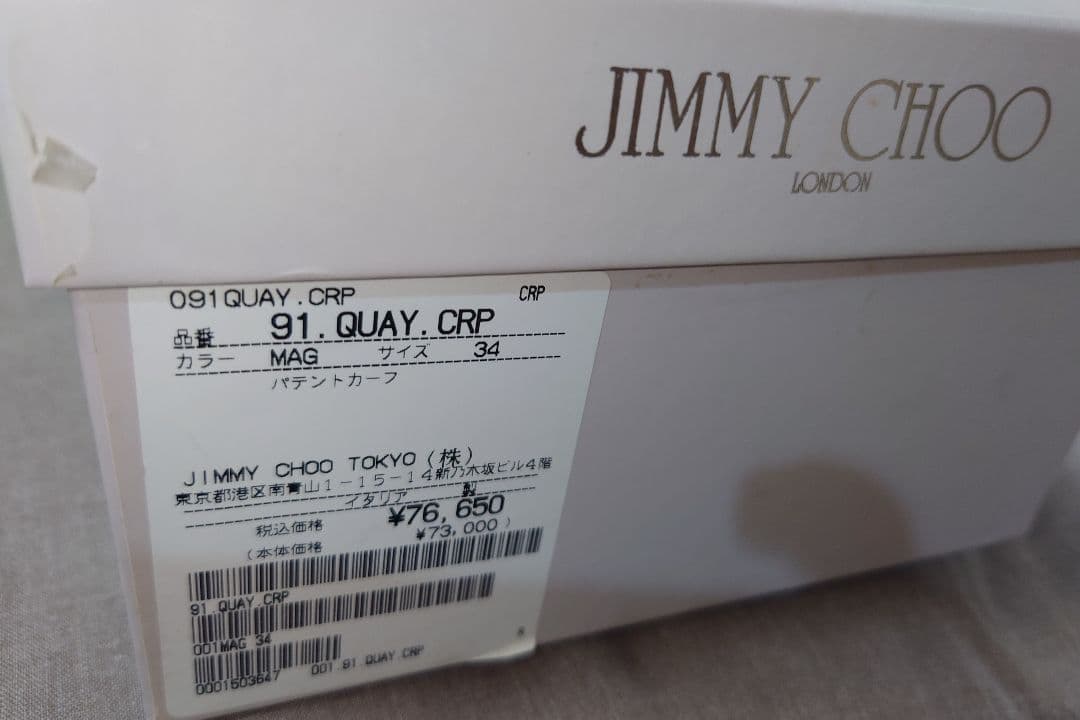 JIMMY CHOO
LONDON
091QUAY.CRP CRP
品番 91.QUAY.CRP
カラー MAG サイズ 34
パテントカーフ
JIMMY CHOO TOKYO(株)
東京都港区南青山1-15-14新乃木坂ビル4階
イタリア 製
税込価格 ¥76,650
(本体価格 ¥73,000)
91.QUAY.CRP
001MAG 34
0001503647 001.91.QUAY.CRP